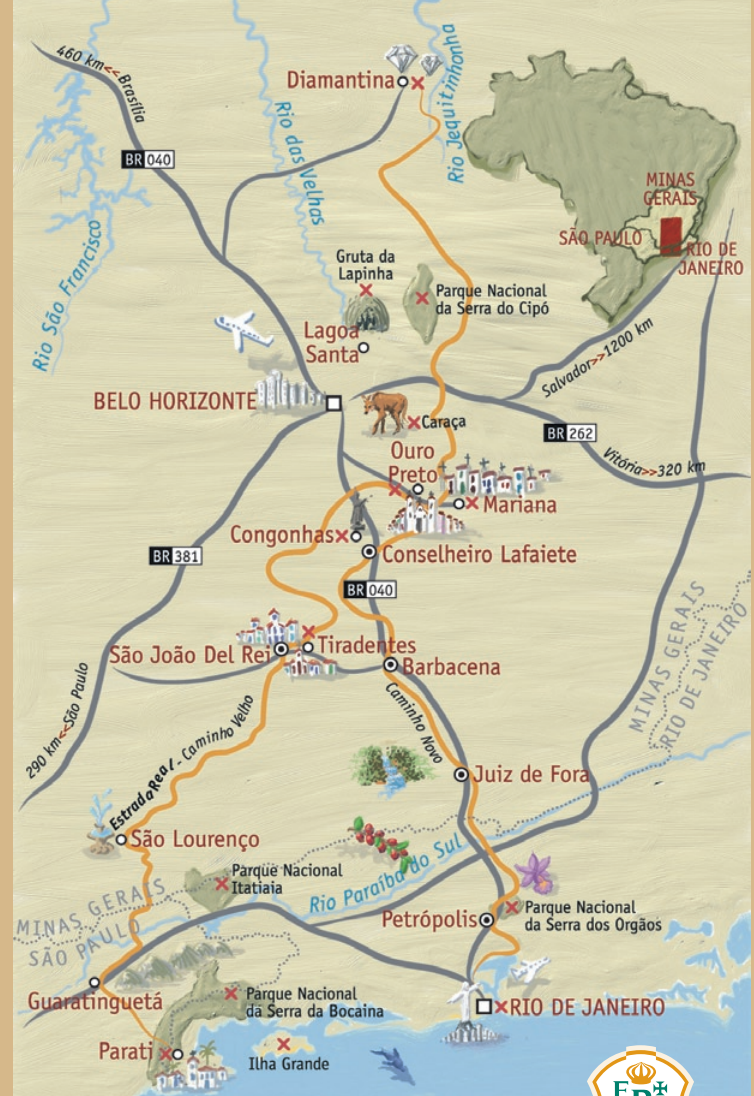 460 km<<Brasília
Diamantina
Rio Jequitinhonha
BR 040
Rio das Velhas
MINAS
GERAIS
SÃO PAULO
RIO DE
JANEIRO
Rio São Francisco
Gruta da
Lapinha
Parque Nacional
da Serra do Cipó
Lagoa
Santa
Salvador>>1200 km
BELO HORIZONTE
Caraça
BR 262
Ouro
Preto
Vitória>>320 km
Mariana
Congonhas
Conselheiro Lafaiete
BR 381
BR 040
MINAS GERAIS
RIO DE JANEIRO
São João Del Rei
Tiradentes
Barbacena
290 km<<São Paulo
Caminho Novo
Estrada Real - Caminho Velho
Juiz de Fora
São Lourenço
Parque Nacional
Itatiaia
Rio Paraíba do Sul
MINAS GERAIS
SÃO PAULO
Petrópolis
Parque Nacional
da Serra dos Orgãos
Guaratinguetá
Parque Nacional
da Serra da Bocaina
RIO DE JANEIRO
Parati
Ilha Grande
ER